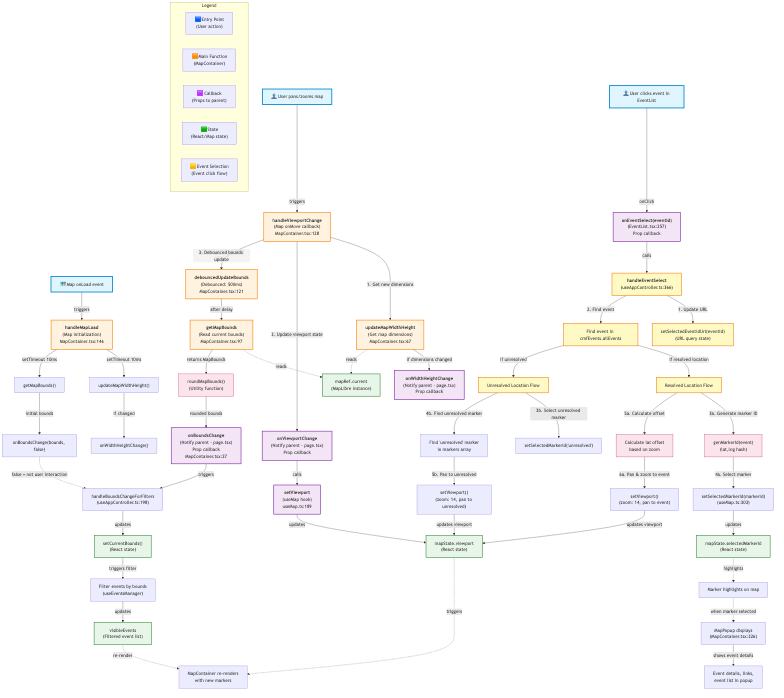 Legend
Entry Point
(User action)
Main Function
(MapContainer)
Callback
(Props to parent)
State
(React/Map state)
Event Selection
(Event click flow)
User pans/zooms map
User clicks event in
EventList
triggers
onClick
handleViewportChange
(Map onMove callback)
MapContainer.tsx:128
onEventSelect(eventId)
(EventList.tsx:257)
Prop callback
3. Debounced bounds
update
calls
Map onLoad event
debouncedUpdateBounds
(Debounced: 500ms)
MapContainer.tsx:121
1. Get new dimensions
handleEventSelect
(useAppController.ts:366)
triggers
after delay
2. Find event
1. Update URL
handleMapLoad
(Map initialization)
MapContainer.tsx:146
getMapBounds
(Read current bounds)
MapContainer.tsx:97
2. Update viewport state
updateMapWidthHeight
(Get map dimensions)
MapContainer.tsx:67
Find event in
cmfEvents.allEvents
setSelectedEventIdUrl(eventId)
(URL query state)
setTimeout 10ms
setTimeout 10ms
returns MapBounds
reads
reads
if dimensions changed
If unresolved
If resolved location
getMapBounds()
updateMapWidthHeight()
roundMapBounds()
(Utility function)
mapRef.current
(MapLibre instance)
onWidthHeightChange
(Notify parent - page.tsx)
Prop callback
Unresolved Location Flow
Resolved Location Flow
initial bounds
if changed
rounded bounds
4b. Find unresolved marker
3b. Select unresolved
marker
5a. Calculate offset
3a. Generate marker ID
onBoundsChange(bounds,
false)
onWidthHeightChange()
onBoundsChange
(Notify parent - page.tsx)
Prop callback
MapContainer.tsx:37
onViewportChange
(Notify parent - page.tsx)
Prop callback
Find 'unresolved' marker
in markers array
setSelectedMarkerId('unresolved')
Calculate lat offset
based on zoom
genMarkerId(event)
(lat,lng hash)
false = not user interaction
triggers
calls
5b. Pan to unresolved
6a. Pan & zoom to event
4a. Select marker
handleBoundsChangeForFilters
(useAppController.ts:198)
setViewport
(useMap hook)
useMap.ts:189
setViewport()
(zoom: 14, pan to
unresolved)
setViewport()
(zoom: 14, pan to event)
setSelectedMarkerId(markerId)
(useMap.ts:303)
updates
updates
updates viewport
updates viewport
updates
setCurrentBounds()
(React state)
mapState.viewport
(React state)
mapState.selectedMarkerId
(React state)
triggers filter
highlights
Filter events by bounds
(useEventsManager)
Marker highlights on map
updates
triggers
when marker selected
visibleEvents
(Filtered event list)
MapPopup displays
(MapContainer.tsx:326)
re-render
shows event details
MapContainer re-renders
with new markers
Event details, links,
event list in popup